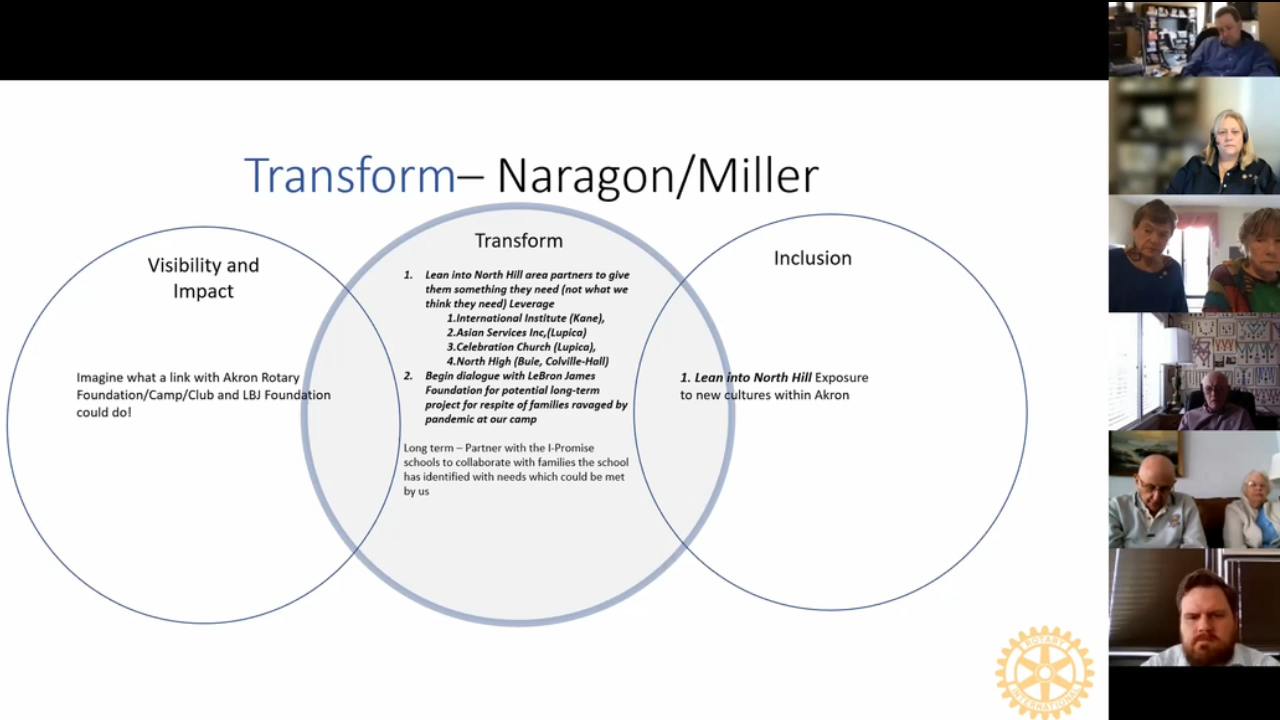 Transform– Naragon/Miller
Visibility and
Impact
Imagine what a link with Akron Rotary
Foundation/Camp/Club and LBJ Foundation
could do!
Transform
1. Lean into North Hill area partners to give
them something they need (not what we
think they need) Leverage
1.International Institute (Kane),
2.Asian Services Inc,(Lupica)
3.Celebration Church (Lupica),
4.North High (Buie, Colville-Hall)
2. Begin dialogue with LeBron James
Foundation for potential long-term
project for respite of families ravaged by
pandemic at our camp
Long term – Partner with the I-Promise
schools to collaborate with families the school
has identified with needs which could be met
by us
Inclusion
1. Lean into North Hill Exposure
to new cultures within Akron
ROTARY
INTERNATIONAL